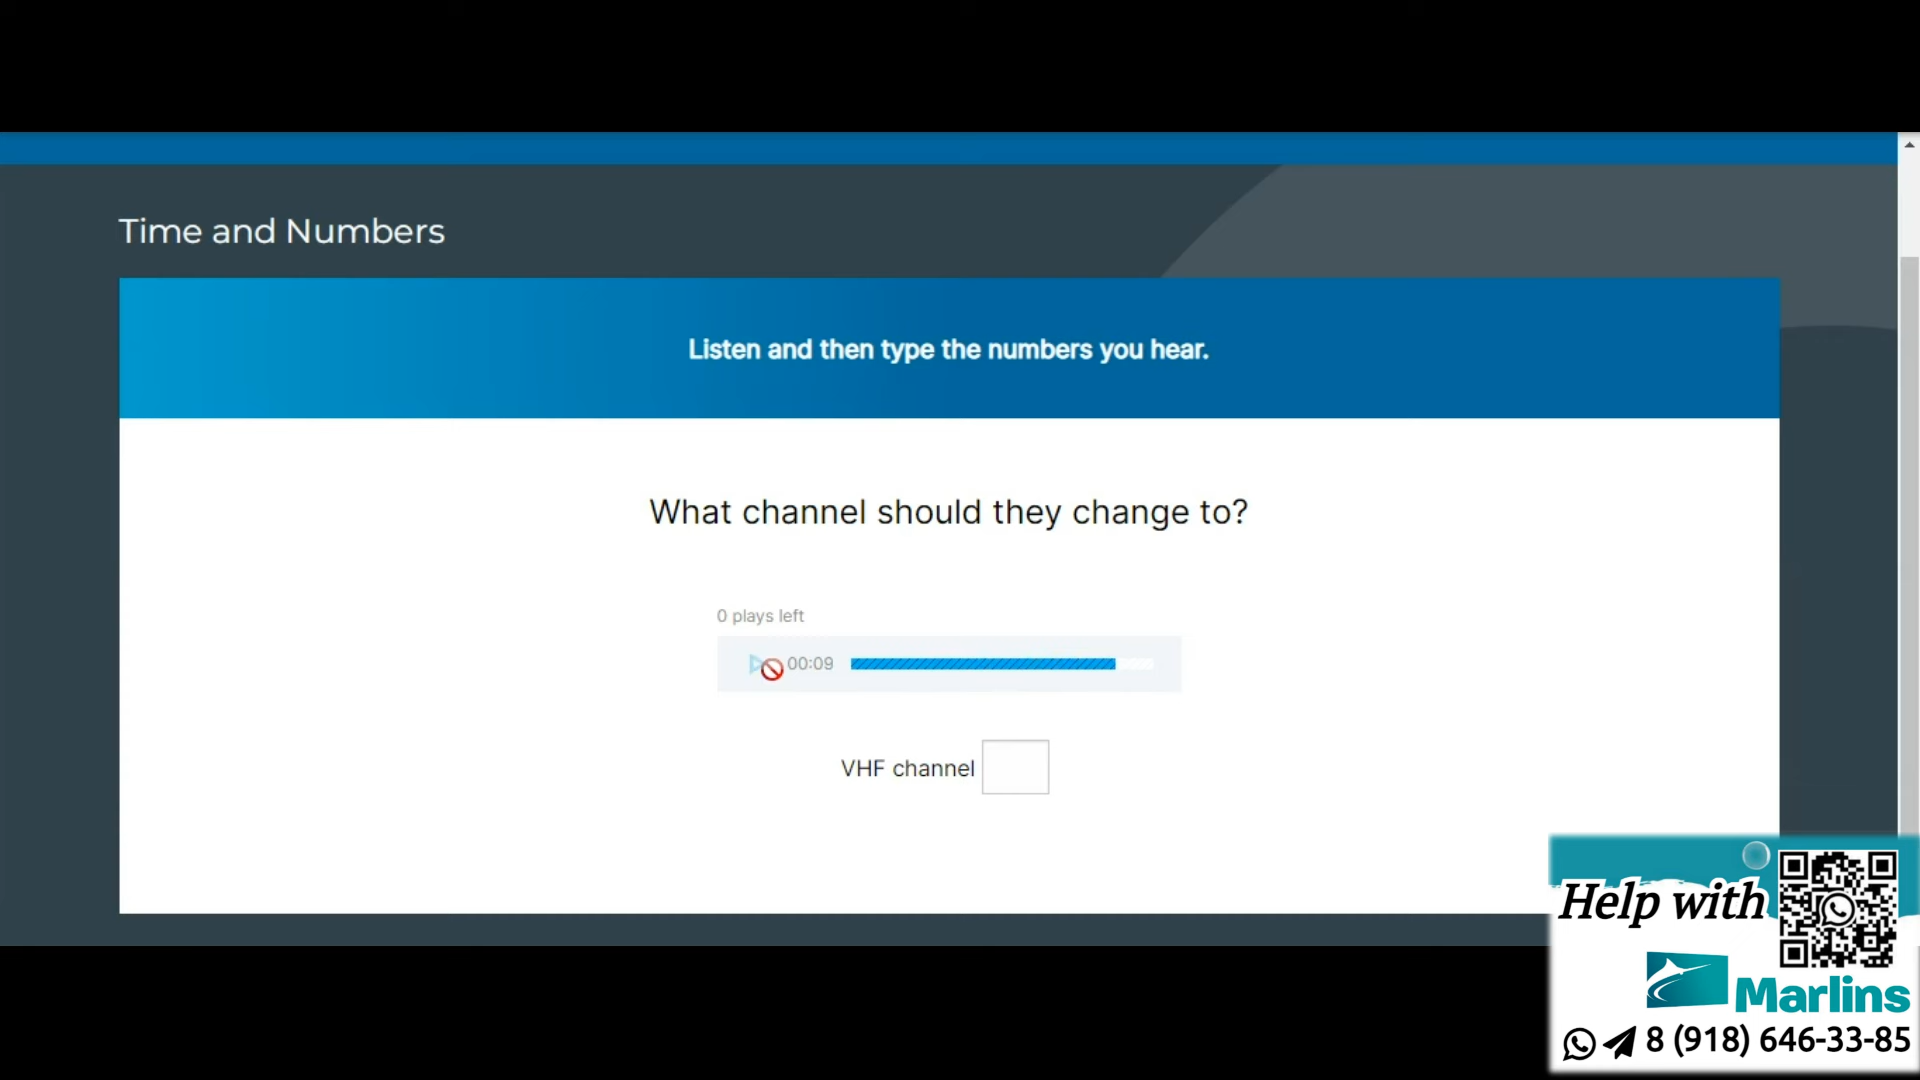 Time and Numbers
Listen and then type the numbers you hear.
What channel should they change to?
0 plays left
00:09
VHF channel
Help with
Marlins
8 (918) 646-33-85